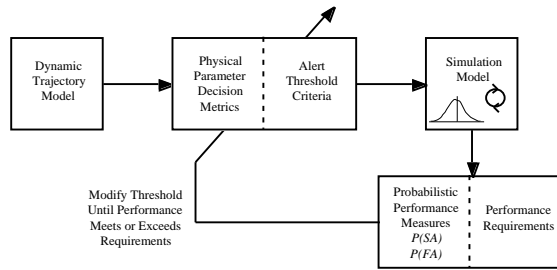 Dynamic
Trajectory
Model
Physical
Parameter
Decision
Metrics
Alert
Threshold
Criteria
Simulation
Model
Modify Threshold
Until Performance
Meets or Exceeds
Requirements
Probabilistic
Performance
Measures
P(SA)
P(FA)
Performance
Requirements